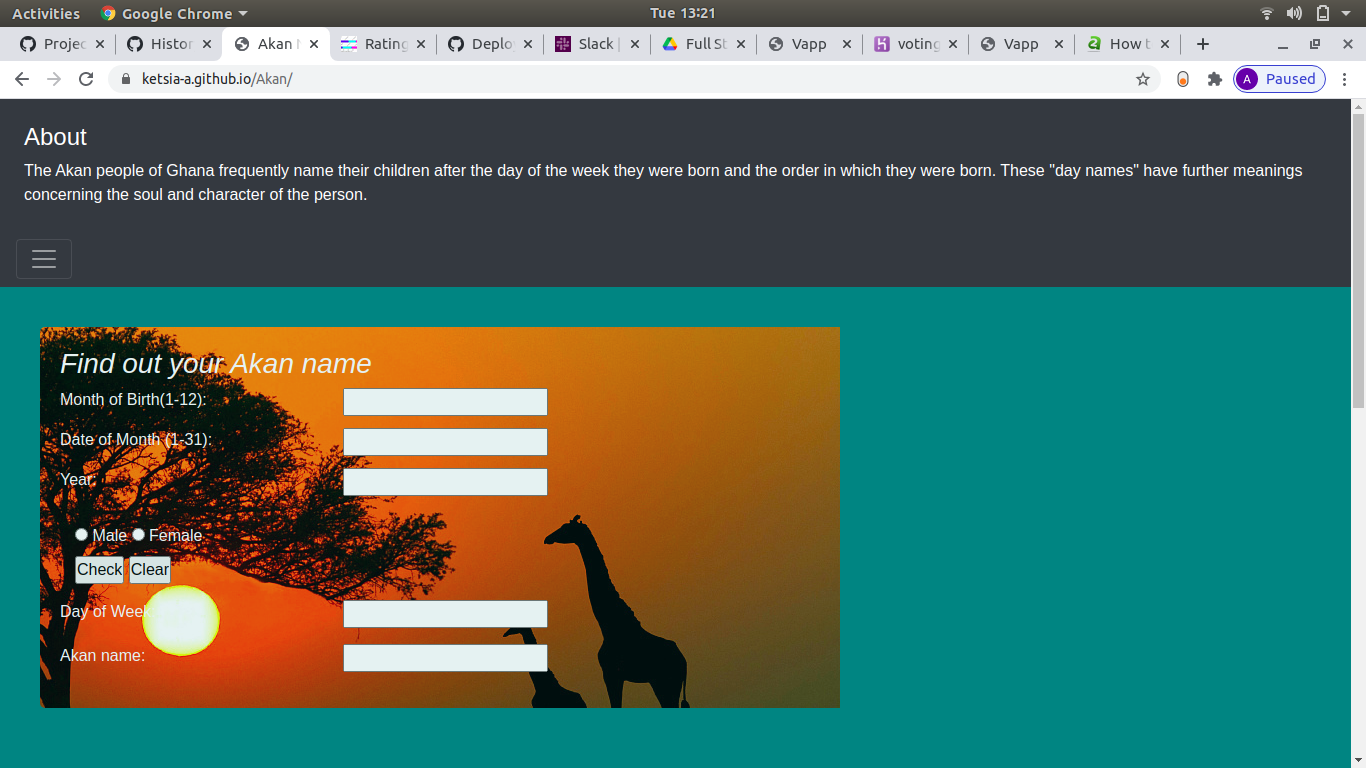 Activities Google Chrome Tue 13:21
Projec Histor Akan N Rating Deplo Slack | Full St Vapp voting Vapp How t
ketsia-a.github.io/Akan/ A Paused
About
The Akan people of Ghana frequently name their children after the day of the week they were born and the order in which they were born. These "day names" have further meanings
concerning the soul and character of the person.
Find out your Akan name
Month of Birth(1-12):
Date of Month (1-31):
Year:
Male Female
Check Clear
Day of Week
Akan name: